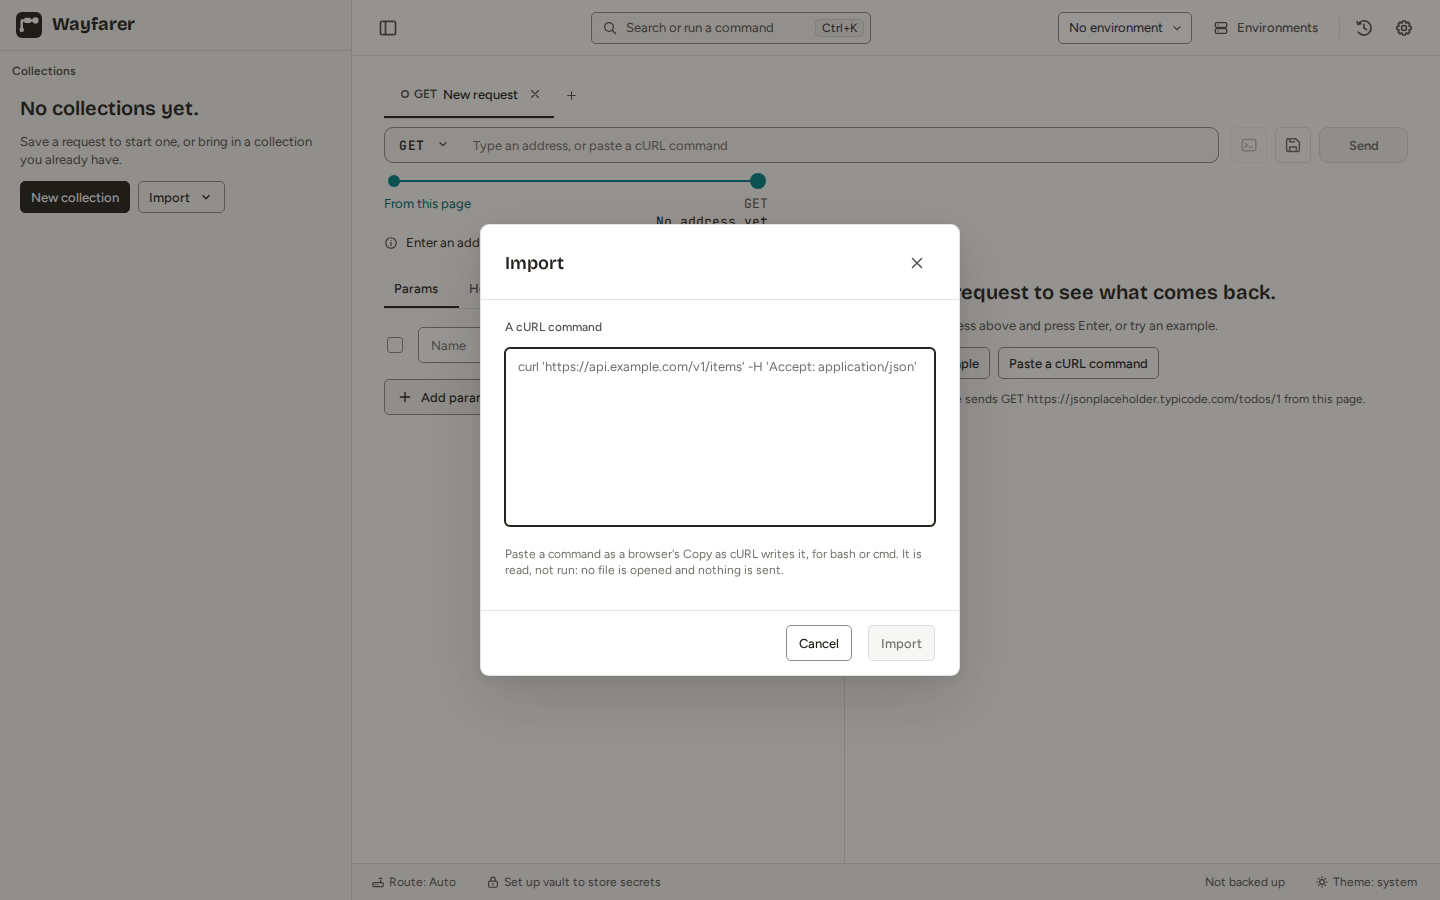 Wayfarer
Search or run a command
Ctrl+K
No environment
Environments
Collections
No collections yet.
Save a request to start one, or bring in a collection
you already have.
New collection
Import
GET New request
GET
Type an address, or paste a cURL command
Send
From this page
GET
No address yet
Enter an add
Params
Name
Add para
request to see what comes back.
ess above and press Enter, or try an example.
Paste a cURL command
sends GET https://jsonplaceholder.typicode.com/todos/1 from this page.
Import
A cURL command
curl 'https://api.example.com/v1/items' -H 'Accept: application/json'
Paste a command as a browser's Copy as cURL writes it, for bash or cmd. It is
read, not run: no file is opened and nothing is sent.
Cancel
Import
Route: Auto
Set up vault to store secrets
Not backed up
Theme: system